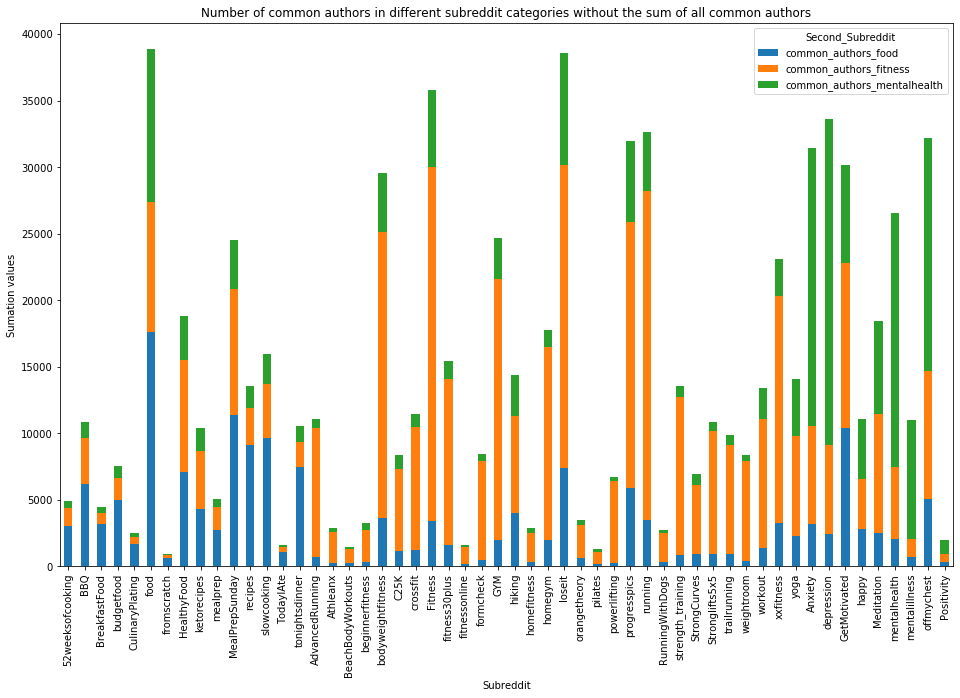 Number of common authors in different subreddit categories without the sum of all common authors
Second_Subreddit
common_authors_food
common_authors_fitness
common_authors_mentalhealth
Sumation values
40000
35000
30000
25000
20000
15000
10000
5000
0
52weeksofcooking
BBQ
BreakfastFood
budgetfood
CulinaryPlating
food
fromscratch
HealthyFood
ketorecipes
mealprep
MealPrepSunday
recipes
slowcooking
TodayIAte
tonightsdinner
AdvancedRunning
Athleanx
BeachBodyWorkouts
beginnerfitness
bodyweightfitness
C25K
crossfit
Fitness
fitness30plus
fitnessonline
formcheck
GYM
hiking
homefitness
homegym
loseit
orangetheory
pilates
powerlifting
progresspics
running
RunningWithDogs
strength_training
StrongCurves
Stronglifts5x5
trailrunning
weightroom
workout
xxfitness
yoga
Anxiety
depression
GetMotivated
happy
Meditation
mentalhealth
mentalillness
offmychest
Positivity
Subreddit